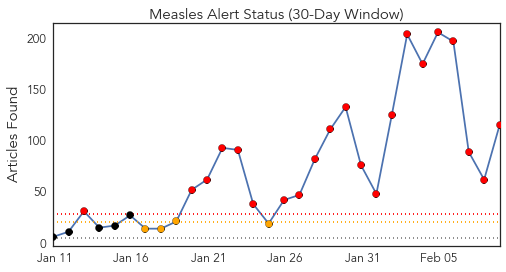 Measles Alert Status (30-Day Window)
Articles Found
200
150
100
50
0
Jan 11 Jan 16 Jan 21 Jan 26 Jan 31 Feb 05